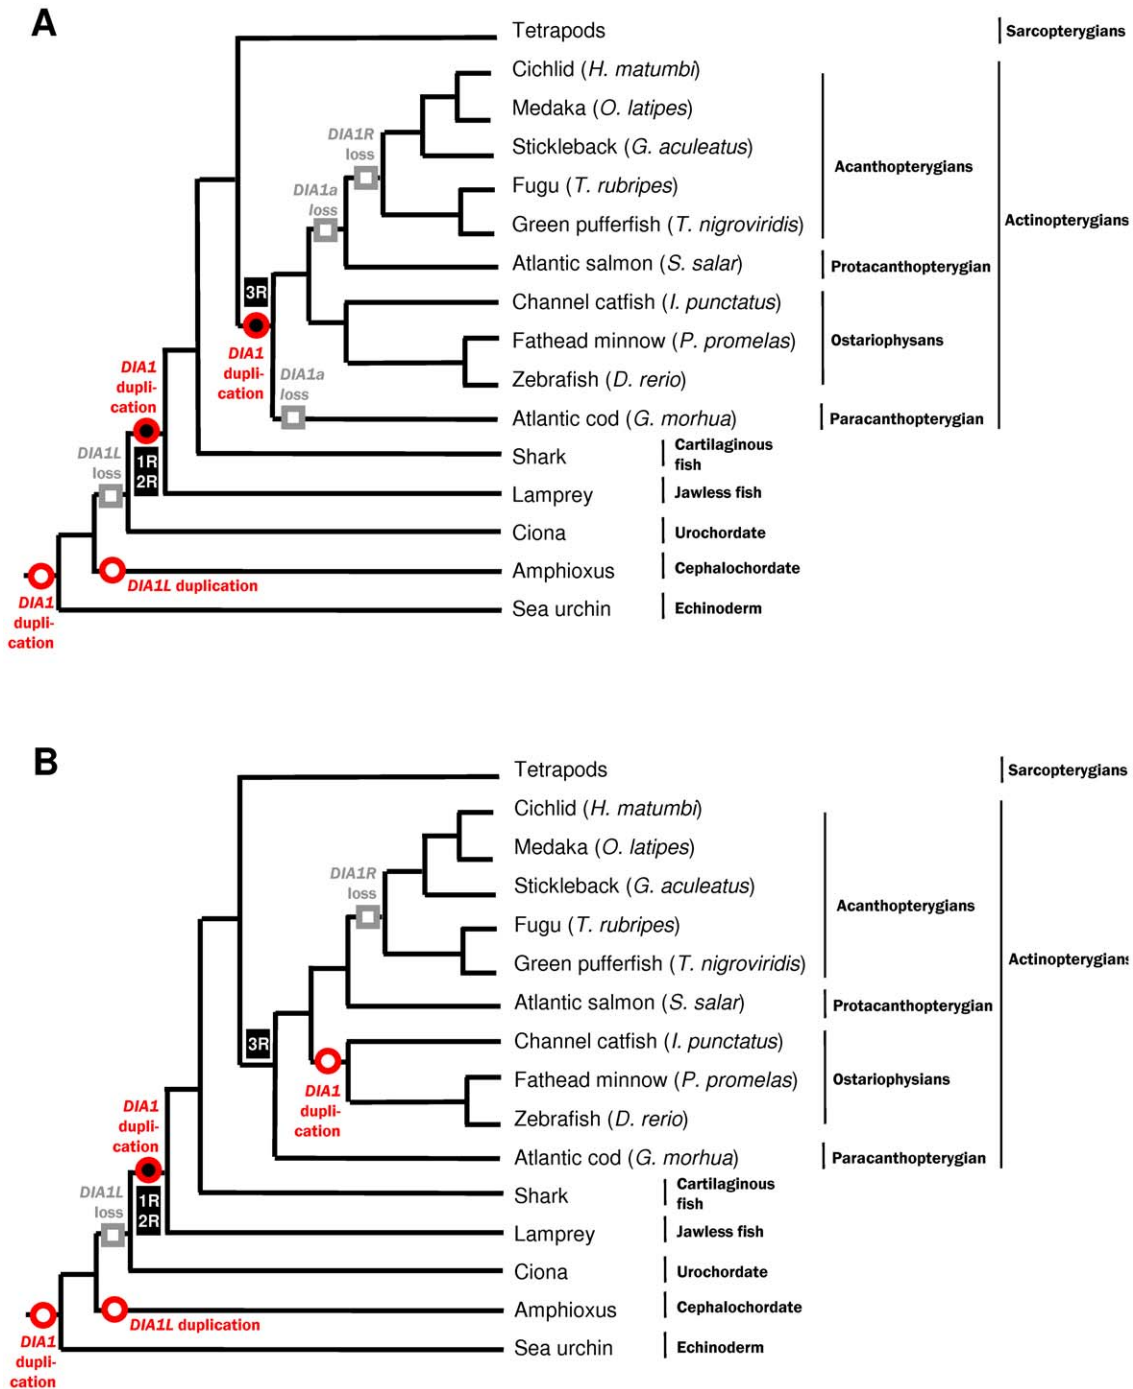 A
Tetrapods
Sarcopterygians
Cichlid (H. matumbi)
Medaka (O. latipes)
DIA1R
loss
Stickleback (G. aculeatus)
Acanthopterygians
DIA1a
loss
Fugu (T. rubripes)
Green pufferfish (T. nigroviridis)
Actinopterygians
Atlantic salmon (S. salar)
Protacanthopterygian
3R
Channel catfish (I. punctatus)
DIA1
dupli-
cation
Fathead minnow (P. promelas)
Ostariophysans
DIA1
dupli-
cation
DIA1a
loss
Zebrafish (D. rerio)
Atlantic cod (G. morhua)
Paracanthopterygian
DIA1L
loss
1R
2R
Shark
Cartilaginous
fish
Lamprey
Jawless fish
Ciona
Urochordate
Amphioxus
Cephalochordate
DIA1L duplication
DIA1
dupli-
cation
Sea urchin
Echinoderm
B
Tetrapods
Sarcopterygians
Cichlid (H. matumbi)
Medaka (O. latipes)
DIA1R
loss
Stickleback (G. aculeatus)
Acanthopterygians
Fugu (T. rubripes)
Green pufferfish (T. nigroviridis)
Actinopterygians
Atlantic salmon (S. salar)
Protacanthopterygian
3R
Channel catfish (I. punctatus)
DIA1
dupli-
cation
Fathead minnow (P. promelas)
Ostariophysians
DIA1
dupli-
cation
Zebrafish (D. rerio)
Atlantic cod (G. morhua)
Paracanthopterygian
DIA1L
loss
1R
2R
Shark
Cartilaginous
fish
Lamprey
Jawless fish
Ciona
Urochordate
Amphioxus
Cephalochordate
DIA1L duplication
DIA1
dupli-
cation
Sea urchin
Echinoderm